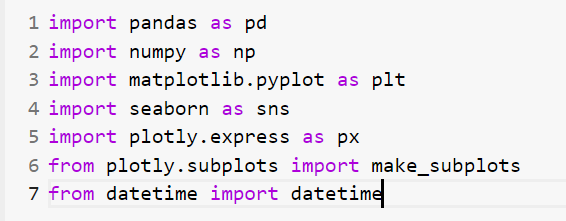 1 import pandas as pd
2 import numpy as np
3 import matplotlib.pyplot as plt
4 import seaborn as sns
5 import plotly.express as px
6 from plotly.subplots import make_subplots
7 from datetime import datetime